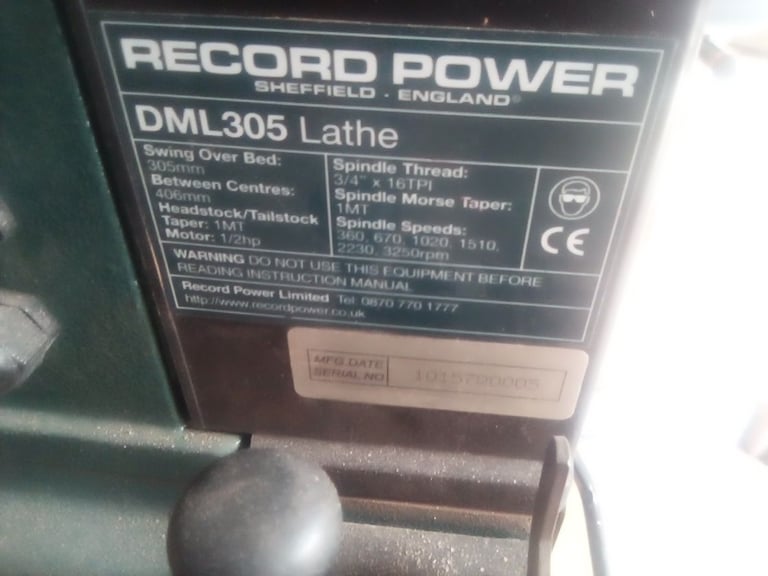 RECORD POWER
SHEFFIELD · ENGLAND®
DML305 Lathe
Swing Over Bed:
305mm
Between Centres:
406mm
Headstock/Tailstock
Taper: 1MT
Motor: 1/2hp
Spindle Thread:
3/4" x 16TPI
Spindle Morse Taper:
1MT
Spindle Speeds:
360, 670, 1020, 1510,
2230, 3250rpm
CE
WARNING DO NOT USE THIS EQUIPMENT BEFORE
READING INSTRUCTION MANUAL
Record Power Limited Tel: 0870 770 1777
http://www.recordpower.co.uk
MFG.DATE
SERIAL NO